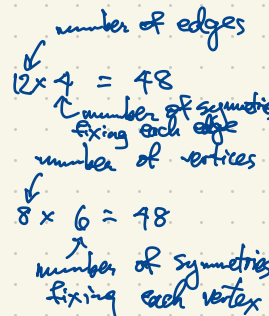 number of edges
12 × 4 = 48
number of symmetries
fixing each edge
number of vertices
8 × 6 = 48
number of symmetries
fixing each vertex